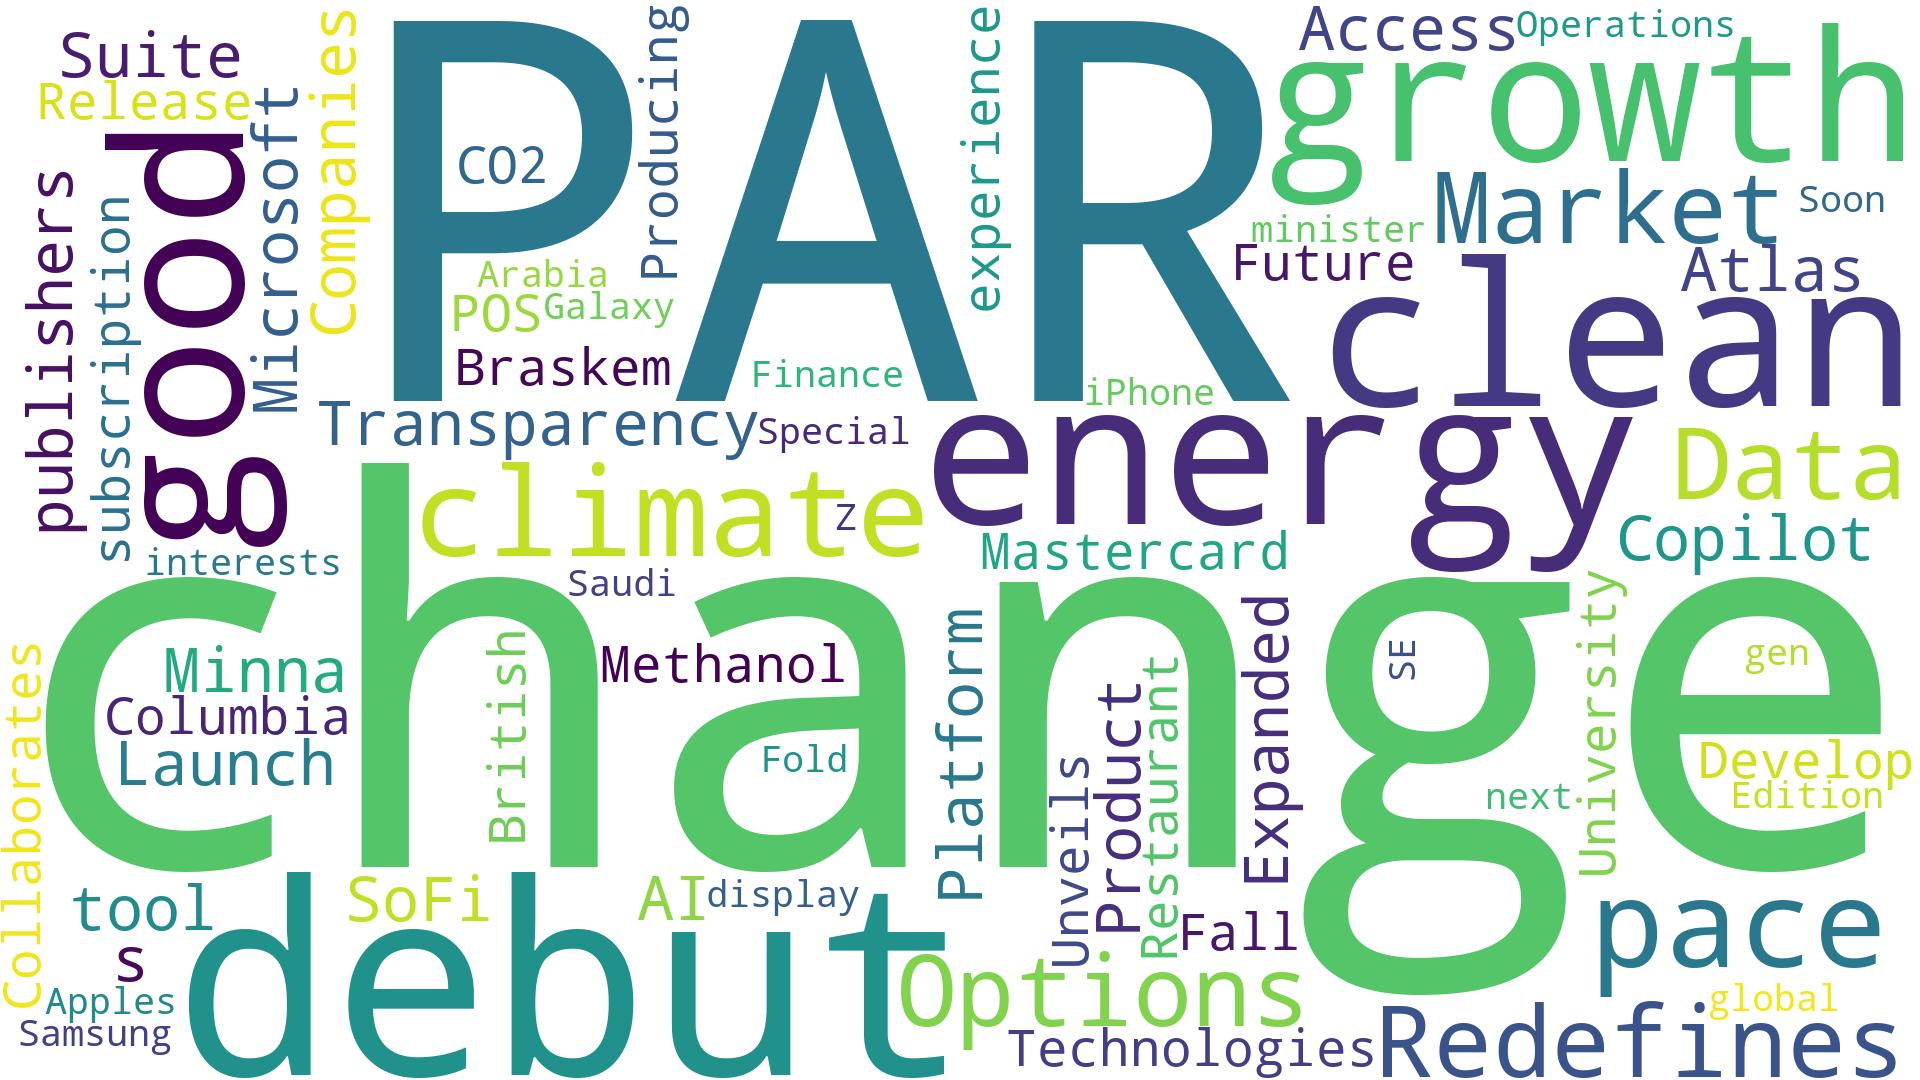 Suite
Release
good
Microsoft
Companies
publishers
subscription
PAR
CO2
Producing
experience
Access
Operations
growth
Market
Soon
minister
Future
Atlas
clean
Arabia
POS
Galaxy
Braskem
Finance
iPhone
Transparency
Special
energy
Data
climate
Z
Mastercard
Copilot
interests
Saudi
change
Minna
Columbia
Launch
British
Methanol
Fold
Platform
Unveils
Product
Restaurant
Expanded
SE
University
gen
next
Develop
Edition
Collaborates
tool
s
Apples
Samsung
debut
SoFi
AI
display
Options
Fall
pace
global
Technologies
Redefines